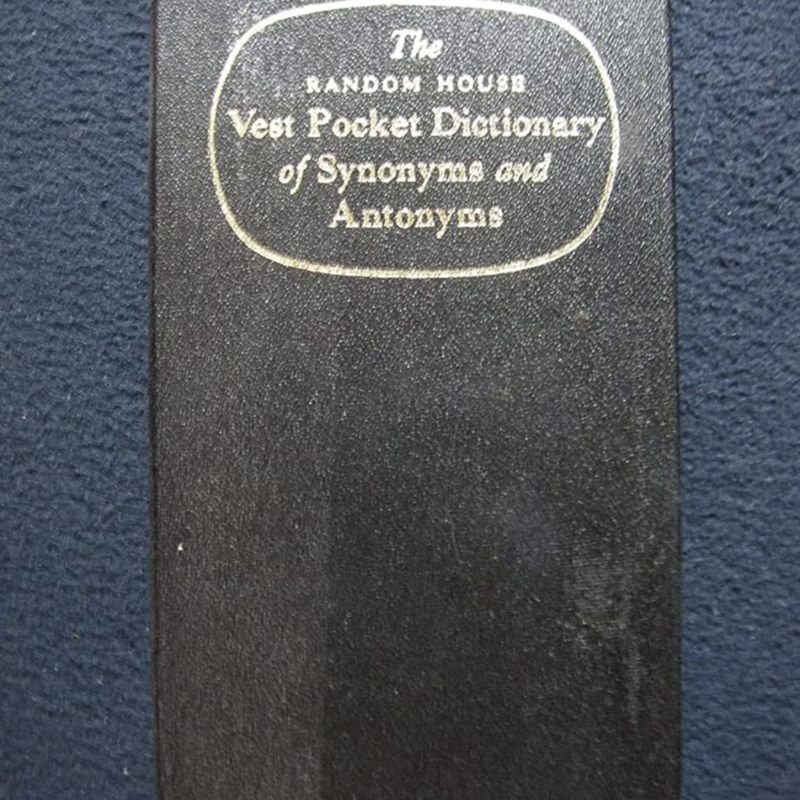 The
RANDOM HOUSE
Vest Pocket Dictionary
of Synonyms and
Antonyms